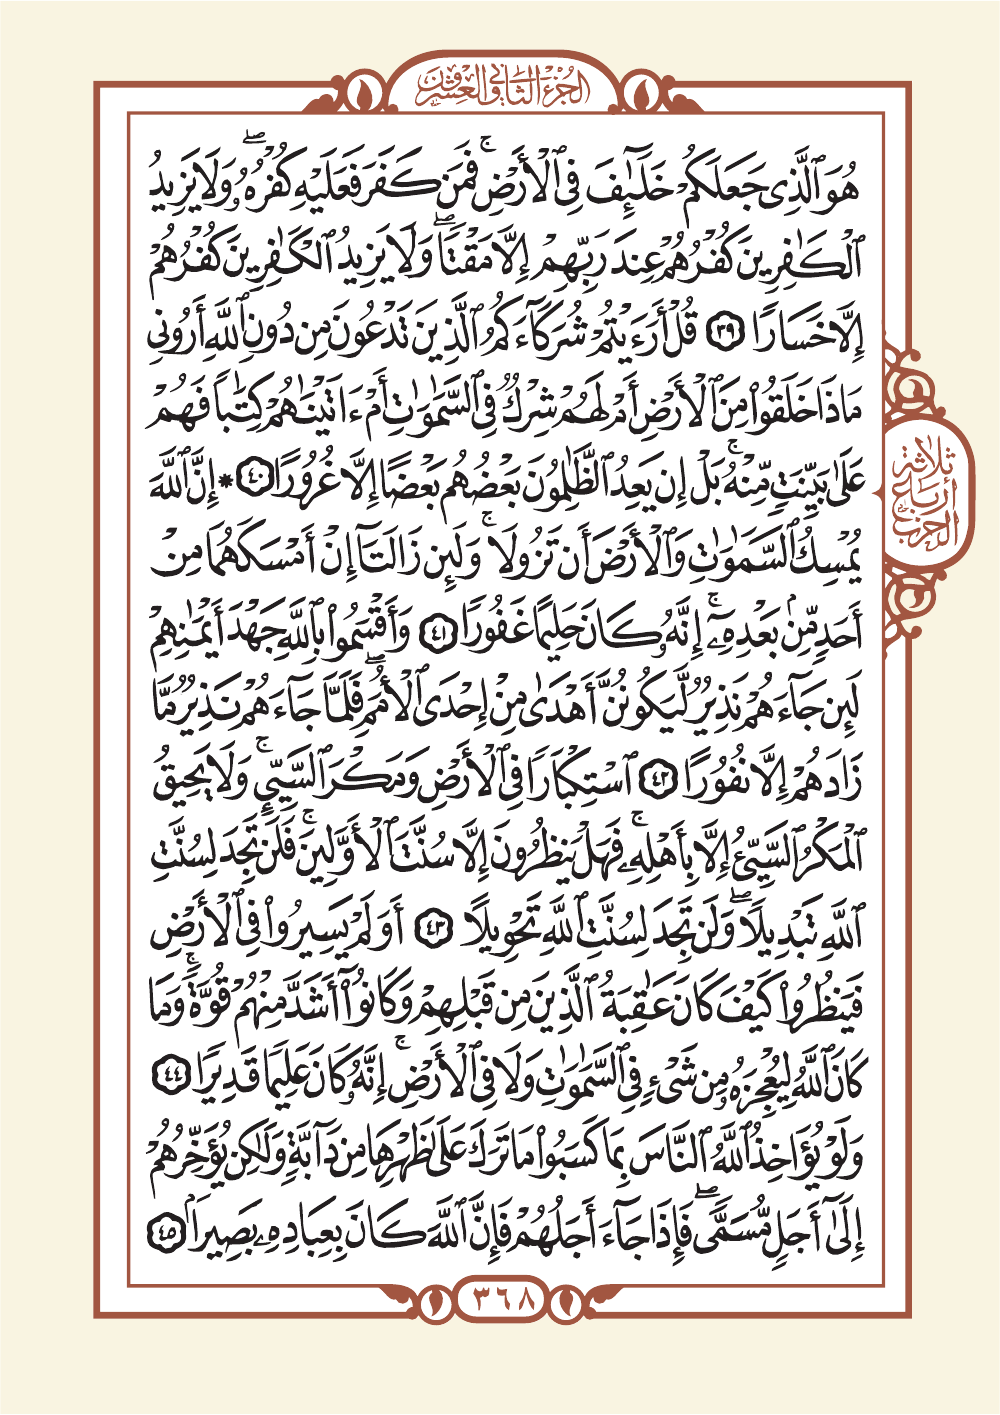 الجزء الثاني والعشرون
هُوَ ٱلَّذِى جَعَلَكُمْ خَلَٰٓئِفَ فِى ٱلْأَرْضِ ۚ فَمَن كَفَرَ فَعَلَيْهِ كُفْرُهُۥ ۖ وَلَا يَزِيدُ
ٱلْكَٰفِرِينَ كُفْرُهُمْ عِندَ رَبِّهِمْ إِلَّا مَقْتًا ۖ وَلَا يَزِيدُ ٱلْكَٰفِرِينَ كُفْرُهُمْ
إِلَّا خَسَارًا ٣٩ قُلْ أَرَءَيْتُمْ شُرَكَآءَكُمُ ٱلَّذِينَ تَدْعُونَ مِن دُونِ ٱللَّهِ أَرُونِى
مَاذَا خَلَقُوا۟ مِنَ ٱلْأَرْضِ أَمْ لَهُمْ شِرْكٌ فِى ٱلسَّمَٰوَٰتِ أَمْ ءَاتَيْنَٰهُمْ كِتَٰبًا فَهُمْ
عَلَىٰ بَيِّنَتٍ مِّنْهُ ۚ بَلْ إِن يَعِدُ ٱلظَّٰلِمُونَ بَعْضُهُم بَعْضًا إِلَّا غُرُورًا ٤٠ * إِنَّ ٱللَّهَ
يُمْسِكُ ٱلسَّمَٰوَٰتِ وَٱلْأَرْضَ أَن تَزُولَا ۚ وَلَئِن زَالَتَآ إِنْ أَمْسَكَهُمَا مِنْ
أَحَدٍ مِّنۢ بَعْدِهِۦٓ ۚ إِنَّهُۥ كَانَ حَلِيمًا غَفُورًا ٤١ وَأَقْسَمُوا۟ بِٱللَّهِ جَهْدَ أَيْمَٰنِهِمْ
لَئِن جَآءَهُمْ نَذِيرٌ لَّيَكُونُنَّ أَهْدَىٰ مِنْ إِحْدَى ٱلْأُمَمِ ۖ فَلَمَّا جَآءَهُمْ نَذِيرٌ مَّا
زَادَهُمْ إِلَّا نُفُورًا ٤٢ ٱسْتِكْبَارًا فِى ٱلْأَرْضِ وَمَكْرَ ٱلسَّيِّئِ ۚ وَلَا يَحِيقُ
ٱلْمَكْرُ ٱلسَّيِّئُ إِلَّا بِأَهْلِهِۦ ۚ فَهَلْ يَنظُرُونَ إِلَّا سُنَّتَ ٱلْأَوَّلِينَ ۚ فَلَن تَجِدَ لِسُنَّتِ
ٱللَّهِ تَبْدِيلًا ۖ وَلَن تَجِدَ لِسُنَّتِ ٱللَّهِ تَحْوِيلًا ٤٣ أَوَلَمْ يَسِيرُوا۟ فِى ٱلْأَرْضِ
فَيَنظُرُوا۟ كَيْفَ كَانَ عَٰقِبَةُ ٱلَّذِينَ مِن قَبْلِهِمْ وَكَانُوٓا۟ أَشَدَّ مِنْهُمْ قُوَّةً ۚ وَمَا
كَانَ ٱللَّهُ لِيُعْجِزَهُۥ مِن شَىْءٍ فِى ٱلسَّمَٰوَٰتِ وَلَا فِى ٱلْأَرْضِ ۚ إِنَّهُۥ كَانَ عَلِيمًا قَدِيرًا ٤٤
وَلَوْ يُؤَاخِذُ ٱللَّهُ ٱلنَّاسَ بِمَا كَسَبُوا۟ مَا تَرَكَ عَلَىٰ ظَهْرِهَا مِن دَآبَّةٍ وَلَٰكِن يُؤَخِّرُهُمْ
إِلَىٰٓ أَجَلٍ مُّسَمًّى ۖ فَإِذَا جَآءَ أَجَلُهُمْ فَإِنَّ ٱللَّهَ كَانَ بِعِبَادِهِۦ بَصِيرًۢا ٤٥
ثلاثة
أرباع
الحزب
٣٦٨